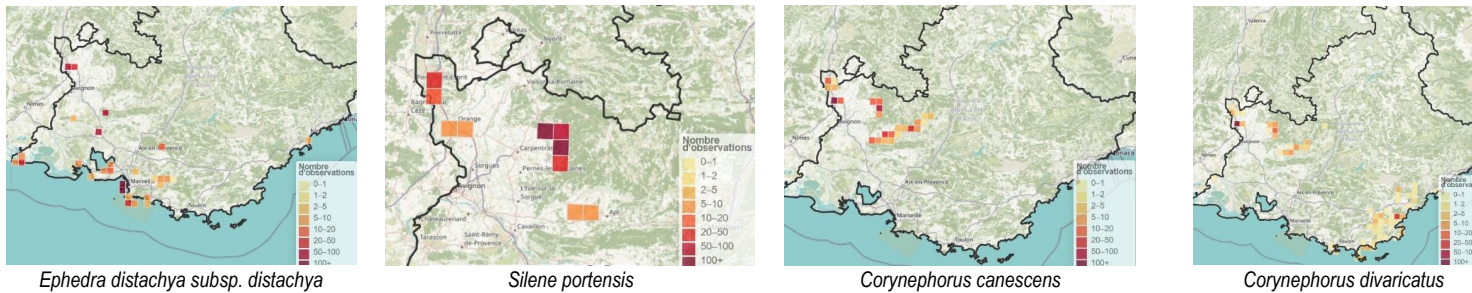 Nîmes
Avignon
Aix-en-Provence
Marseil
Toulon
Nombre
d'observations
0–1
1–2
2–5
5–10
10–20
20–50
50–100
100+
Ephedra distachya subsp. distachya
Pierrelatte
Nyons
Vaison-la-Romaine
Orange
Carpentras
Pernes-les-Fontaines
Sorgues
Avignon
L'Isle-sur-la-
Sorgue
Apt
Châteaurenard
Cavaillon
Tarascon
Saint-Rémy-
de-Provence
Nombre
d'observations
0–1
1–2
2–5
5–10
10–20
20–50
50–100
100+
Silene portensis
Avignon
Nîmes
Aix-en-Provence
Marseille
Toulon
Monaco
Nombre
d'observations
0–1
1–2
2–5
5–10
10–20
20–50
50–100
100+
Corynephorus canescens
Valence
Avignon
Nîmes
Aix-en-Provence
Marseille
Toulon
Nombre
d'observa
0–1
1–2
2–5
5–10
10–20
20–50
50–100
100+
Corynephorus divaricatus